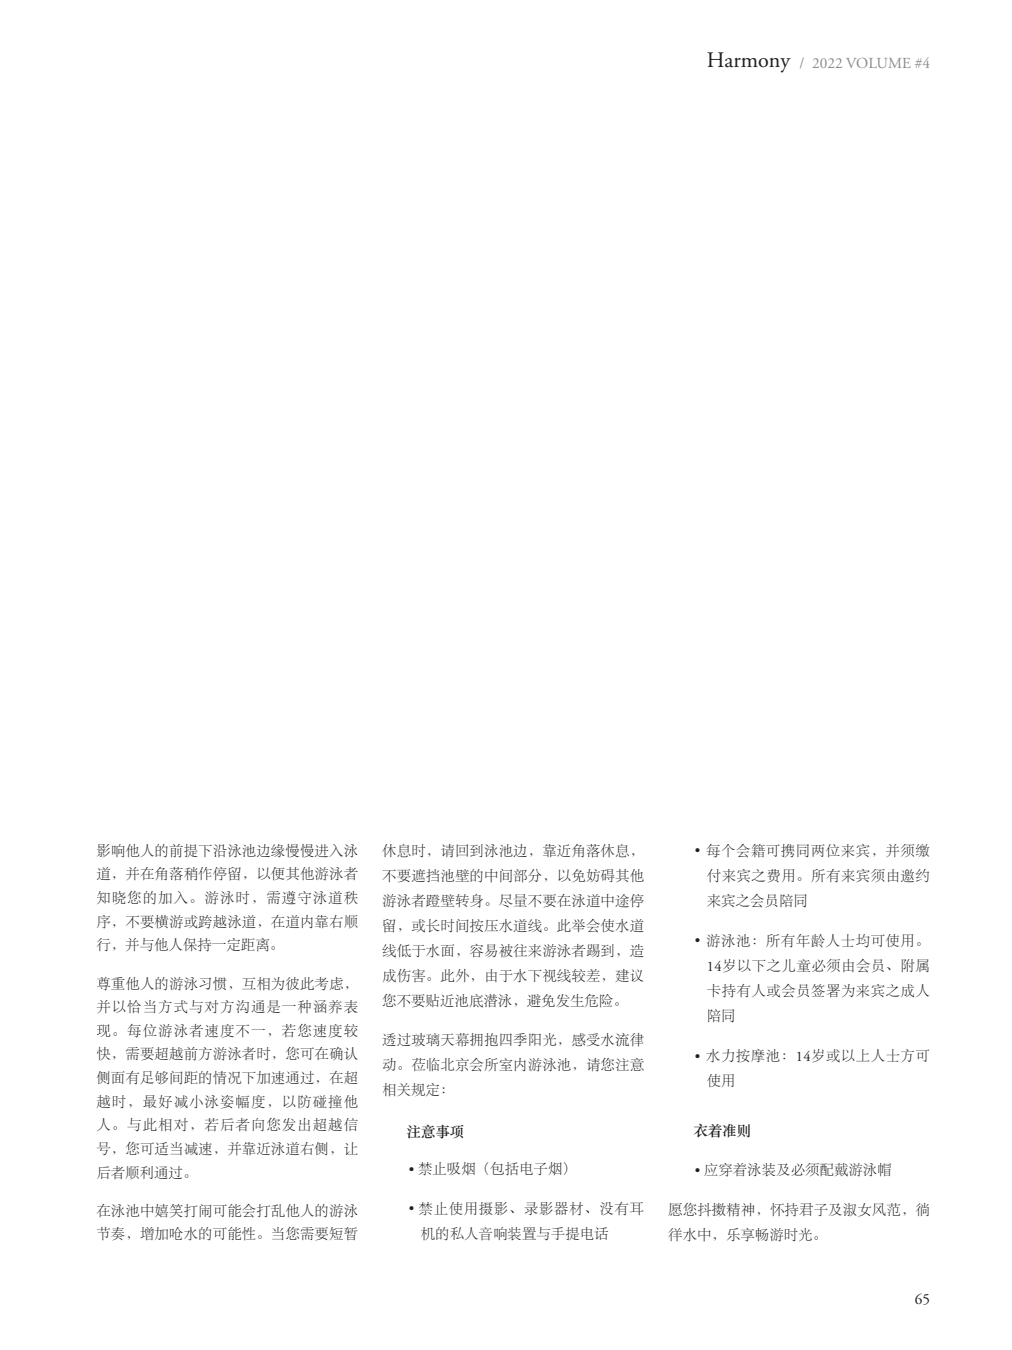 Harmony / 2022 VOLUME #4
影响他人的前提下沿泳池边缘慢慢进入泳
道，并在角落稍作停留，以便其他游泳者
知晓您的加入。游泳时，需遵守泳道秩
序，不要横游或跨越泳道，在道内靠右顺
行，并与他人保持一定距离。
尊重他人的游泳习惯，互相为彼此考虑，
并以恰当方式与对方沟通是一种涵养表
现。每位游泳者速度不一，若您速度较
快，需要超越前方游泳者时，您可在确认
侧面有足够间距的情况下加速通过，在超
越时，最好减小泳姿幅度，以防碰撞他
人。与此相对，若后者向您发出超越信
号，您可适当减速，并靠近泳道右侧，让
后者顺利通过。
在泳池中嬉笑打闹可能会打乱他人的游泳
节奏，增加呛水的可能性。当您需要短暂
休息时，请回到泳池边，靠近角落休息，
不要遮挡池壁的中间部分，以免妨碍其他
游泳者蹬壁转身。尽量不要在泳道中途停
留，或长时间按压水道线。此举会使水道
线低于水面，容易被往来游泳者踢到，造
成伤害。此外，由于水下视线较差，建议
您不要贴近池底潜泳，避免发生危险。
透过玻璃天幕拥抱四季阳光，感受水流律
动。莅临北京会所室内游泳池，请您注意
相关规定：
注意事项
• 禁止吸烟（包括电子烟）
• 禁止使用摄影、录影器材、没有耳
机的私人音响装置与手提电话
• 每个会籍可携同两位来宾，并须缴
付来宾之费用。所有来宾须由邀约
来宾之会员陪同
• 游泳池：所有年龄人士均可使用。
14岁以下之儿童必须由会员、附属
卡持有人或会员签署为来宾之成人
陪同
• 水力按摩池：14岁或以上人士方可
使用
衣着准则
• 应穿着泳装及必须配戴游泳帽
愿您抖擞精神，怀持君子及淑女风范，徜
徉水中，乐享畅游时光。
65